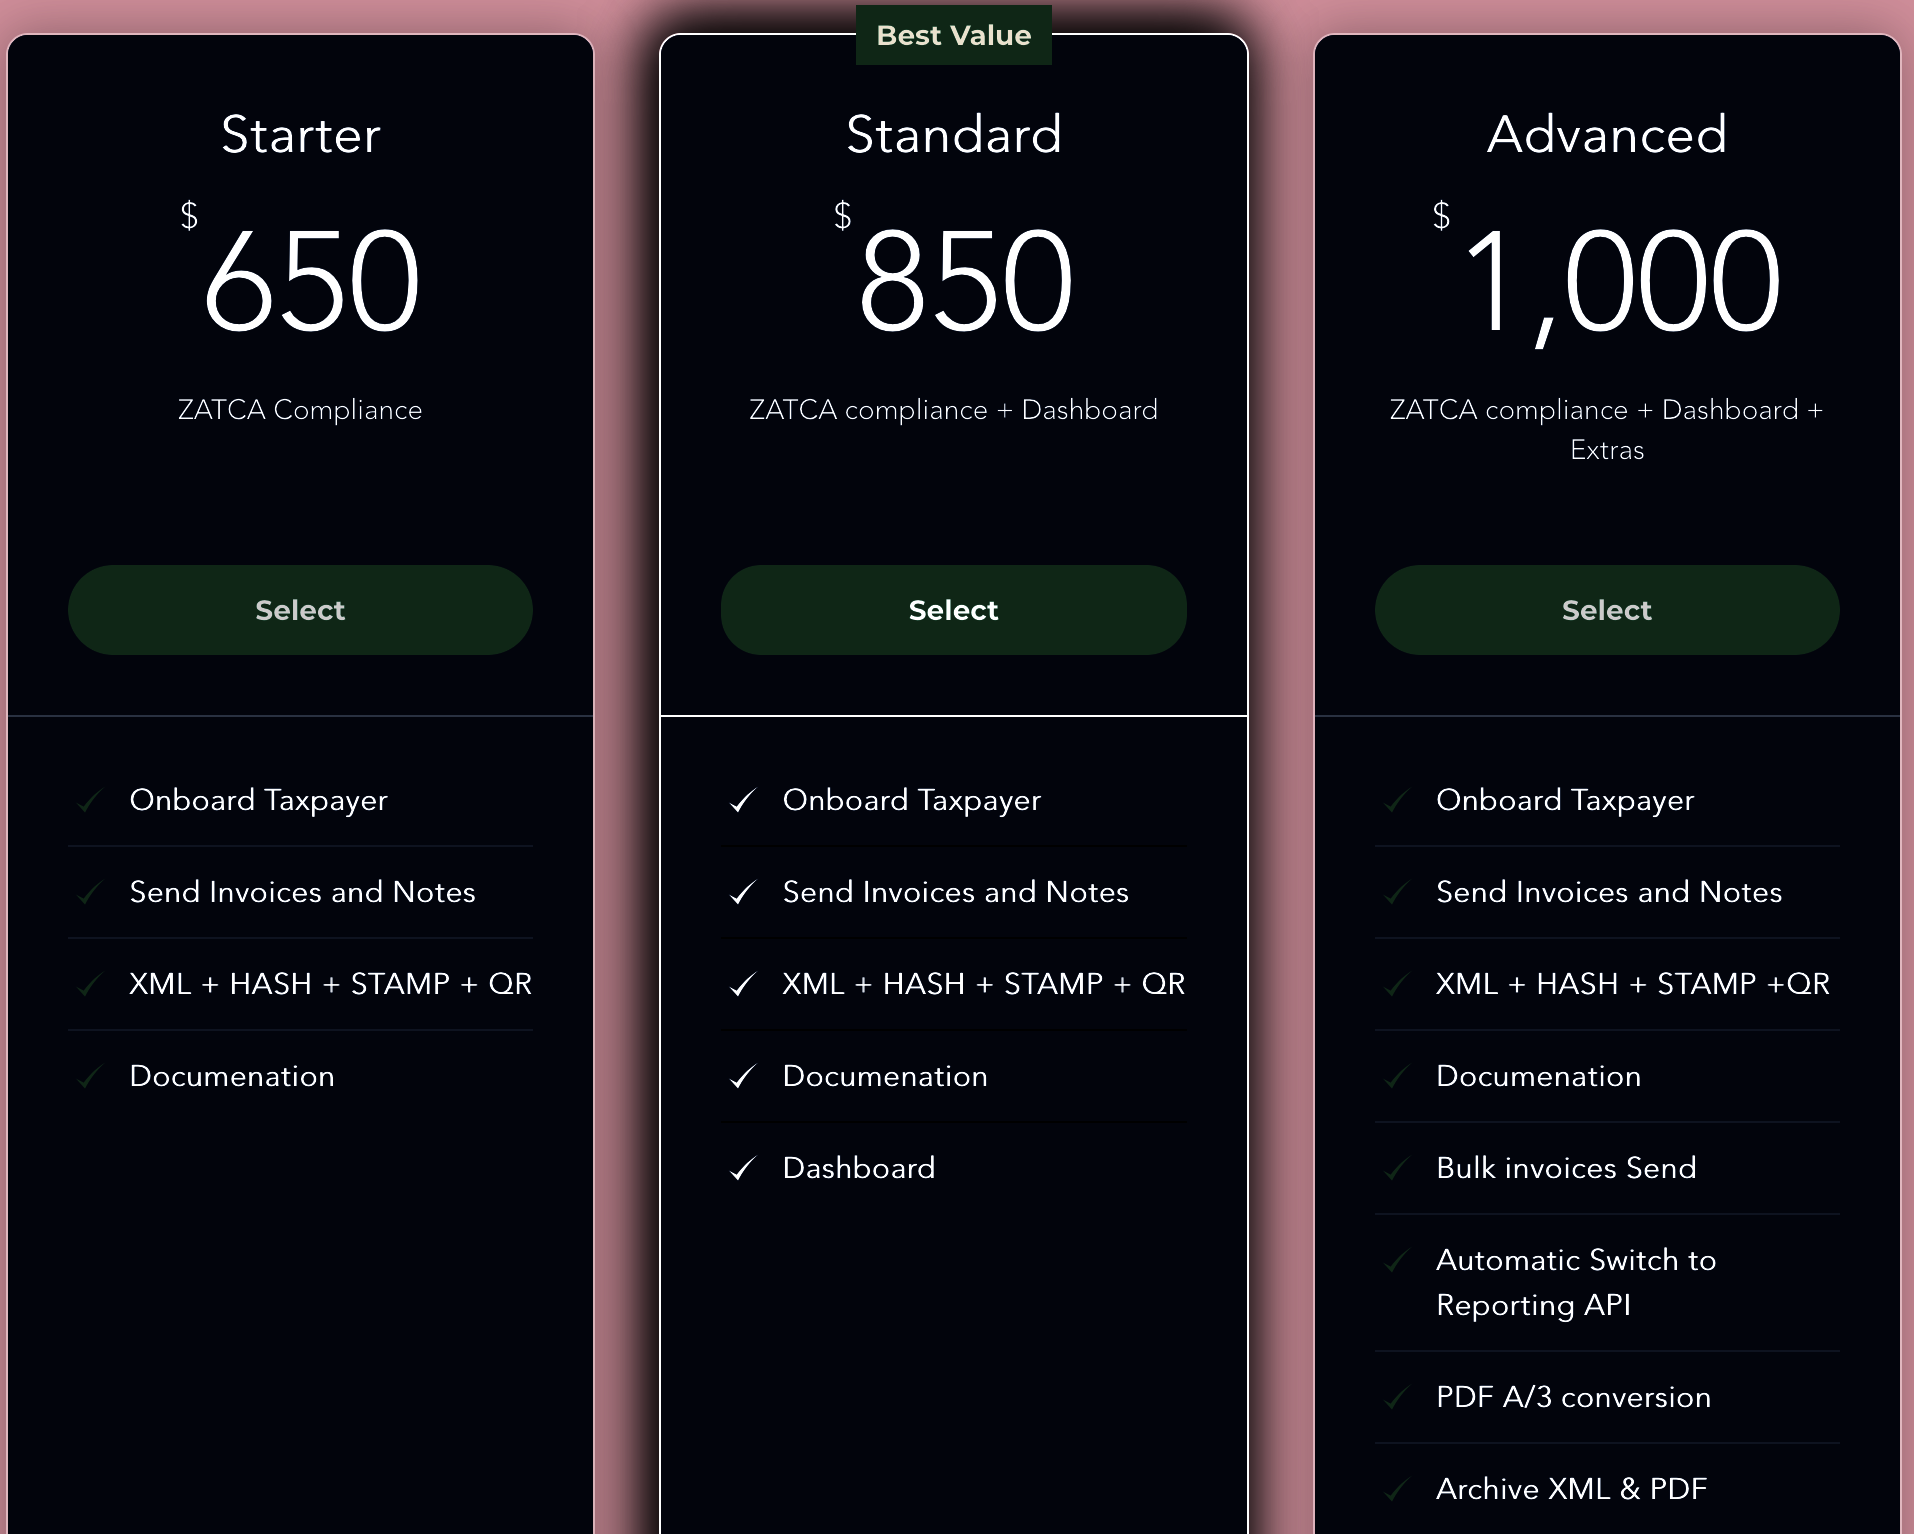 Starter
$650
ZATCA Compliance
Select
Onboard Taxpayer
Send Invoices and Notes
XML + HASH + STAMP + QR
Documenation
Best Value
Standard
$850
ZATCA compliance + Dashboard
Select
Onboard Taxpayer
Send Invoices and Notes
XML + HASH + STAMP + QR
Documenation
Dashboard
Advanced
$1,000
ZATCA compliance + Dashboard +
Extras
Select
Onboard Taxpayer
Send Invoices and Notes
XML + HASH + STAMP +QR
Documenation
Bulk invoices Send
Automatic Switch to
Reporting API
PDF A/3 conversion
Archive XML & PDF